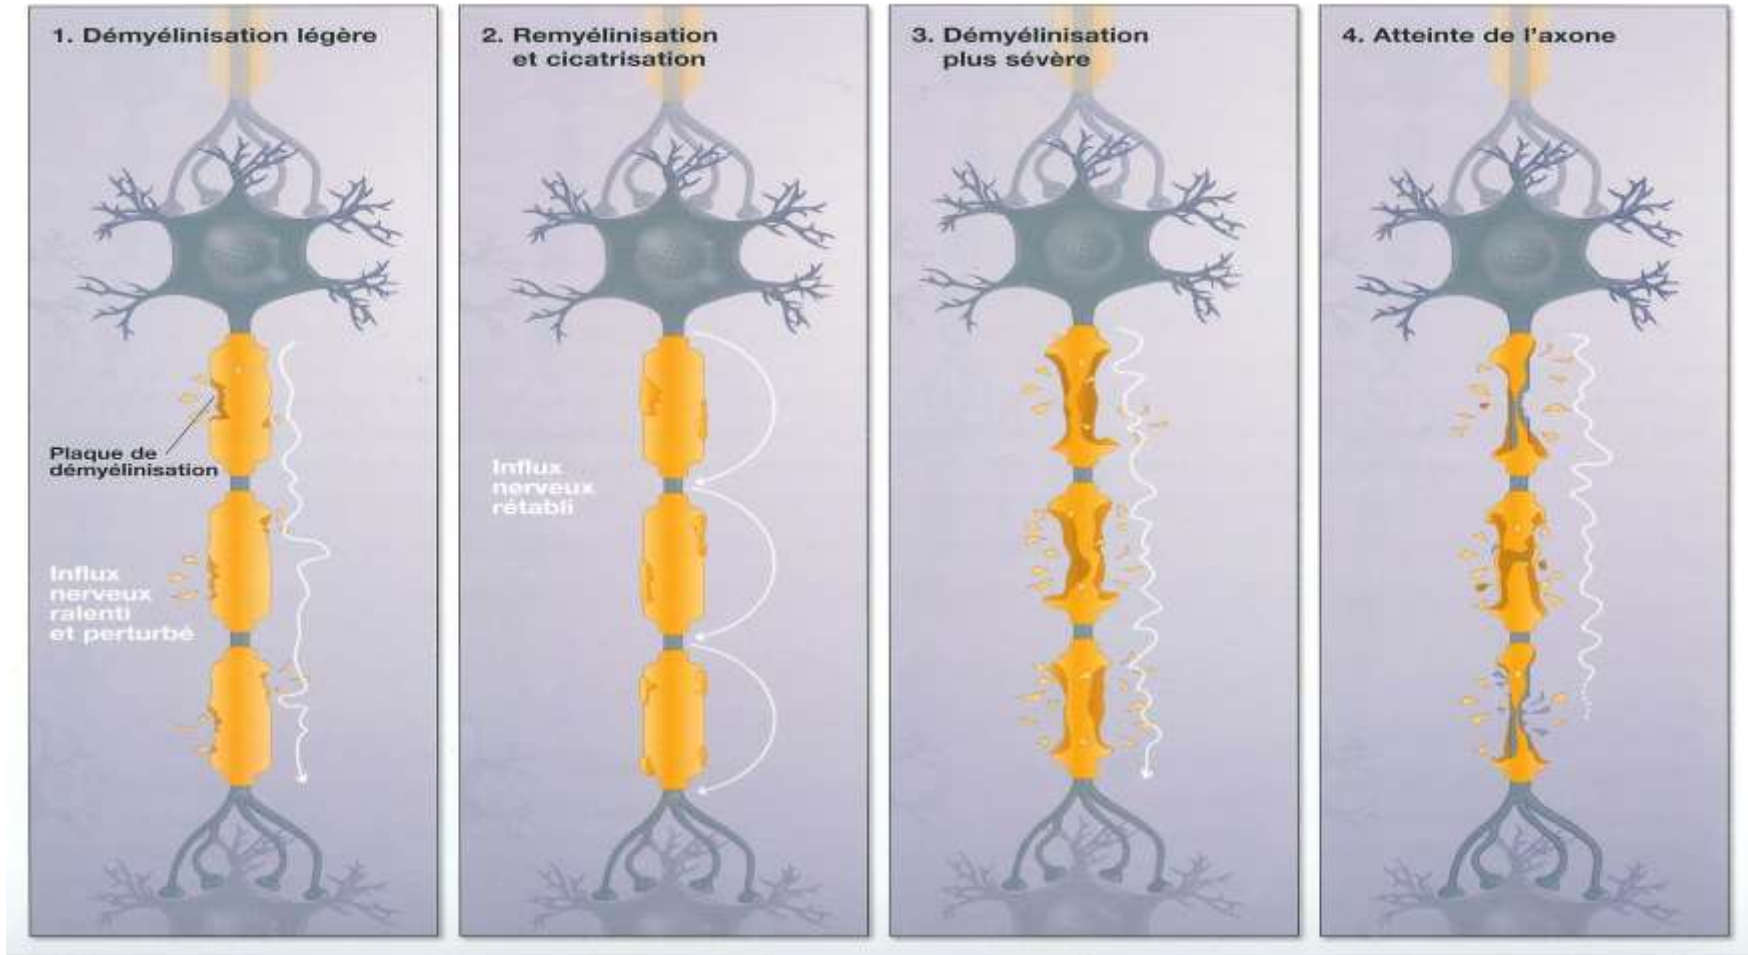 1. Démyélinisation légère
Plaque de
démyélinisation
Influx
nerveux
ralenti
et perturbé
2. Remyélinisation
et cicatrisation
Influx
nerveux
rétabli
3. Démyélinisation
plus sévère
4. Atteinte de l'axone